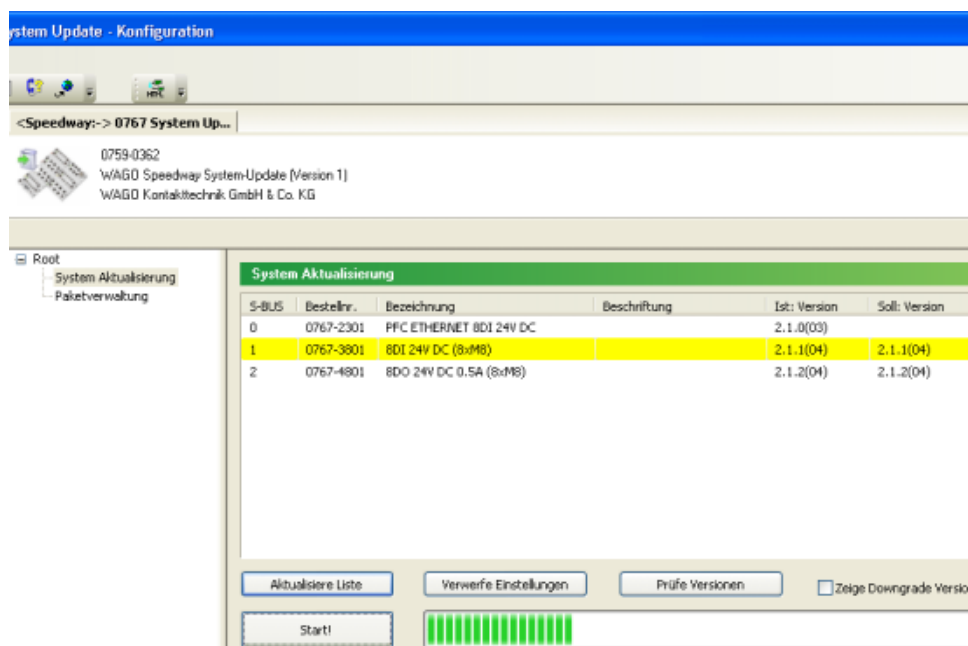 ystem Update - Konfiguration
<Speedway:-> 0767 System Up...
0759-0362
WAGO Speedway System-Update (Version 1)
WAGO Kontakttechnik GmbH & Co. KG
Root
System Aktualisierung
Paketverwaltung
System Aktualisierung
S-BUS Bestellnr. Bezeichnung Beschriftung Ist: Version Soll: Version
0 0767-2301 PFC ETHERNET 8DI 24V DC 2.1.0(03)
1 0767-3801 8DI 24V DC (8xM8) 2.1.1(04) 2.1.1(04)
2 0767-4801 8DO 24V DC 0.5A (8xM8) 2.1.2(04) 2.1.2(04)
Aktualisiere Liste Verwerfe Einstellungen Prüfe Versionen Zeige Downgrade Versio
Start!